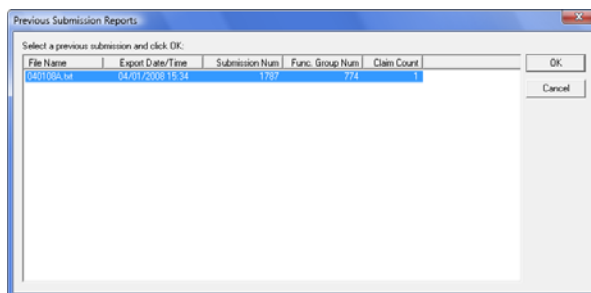 Previous Submission Reports
Select a previous submission and click OK:
File Name Export Date/Time Submission Num Func. Group Num Claim Count
040108A.txt 04/01/2008 15:34 1787 774 1
OK
Cancel